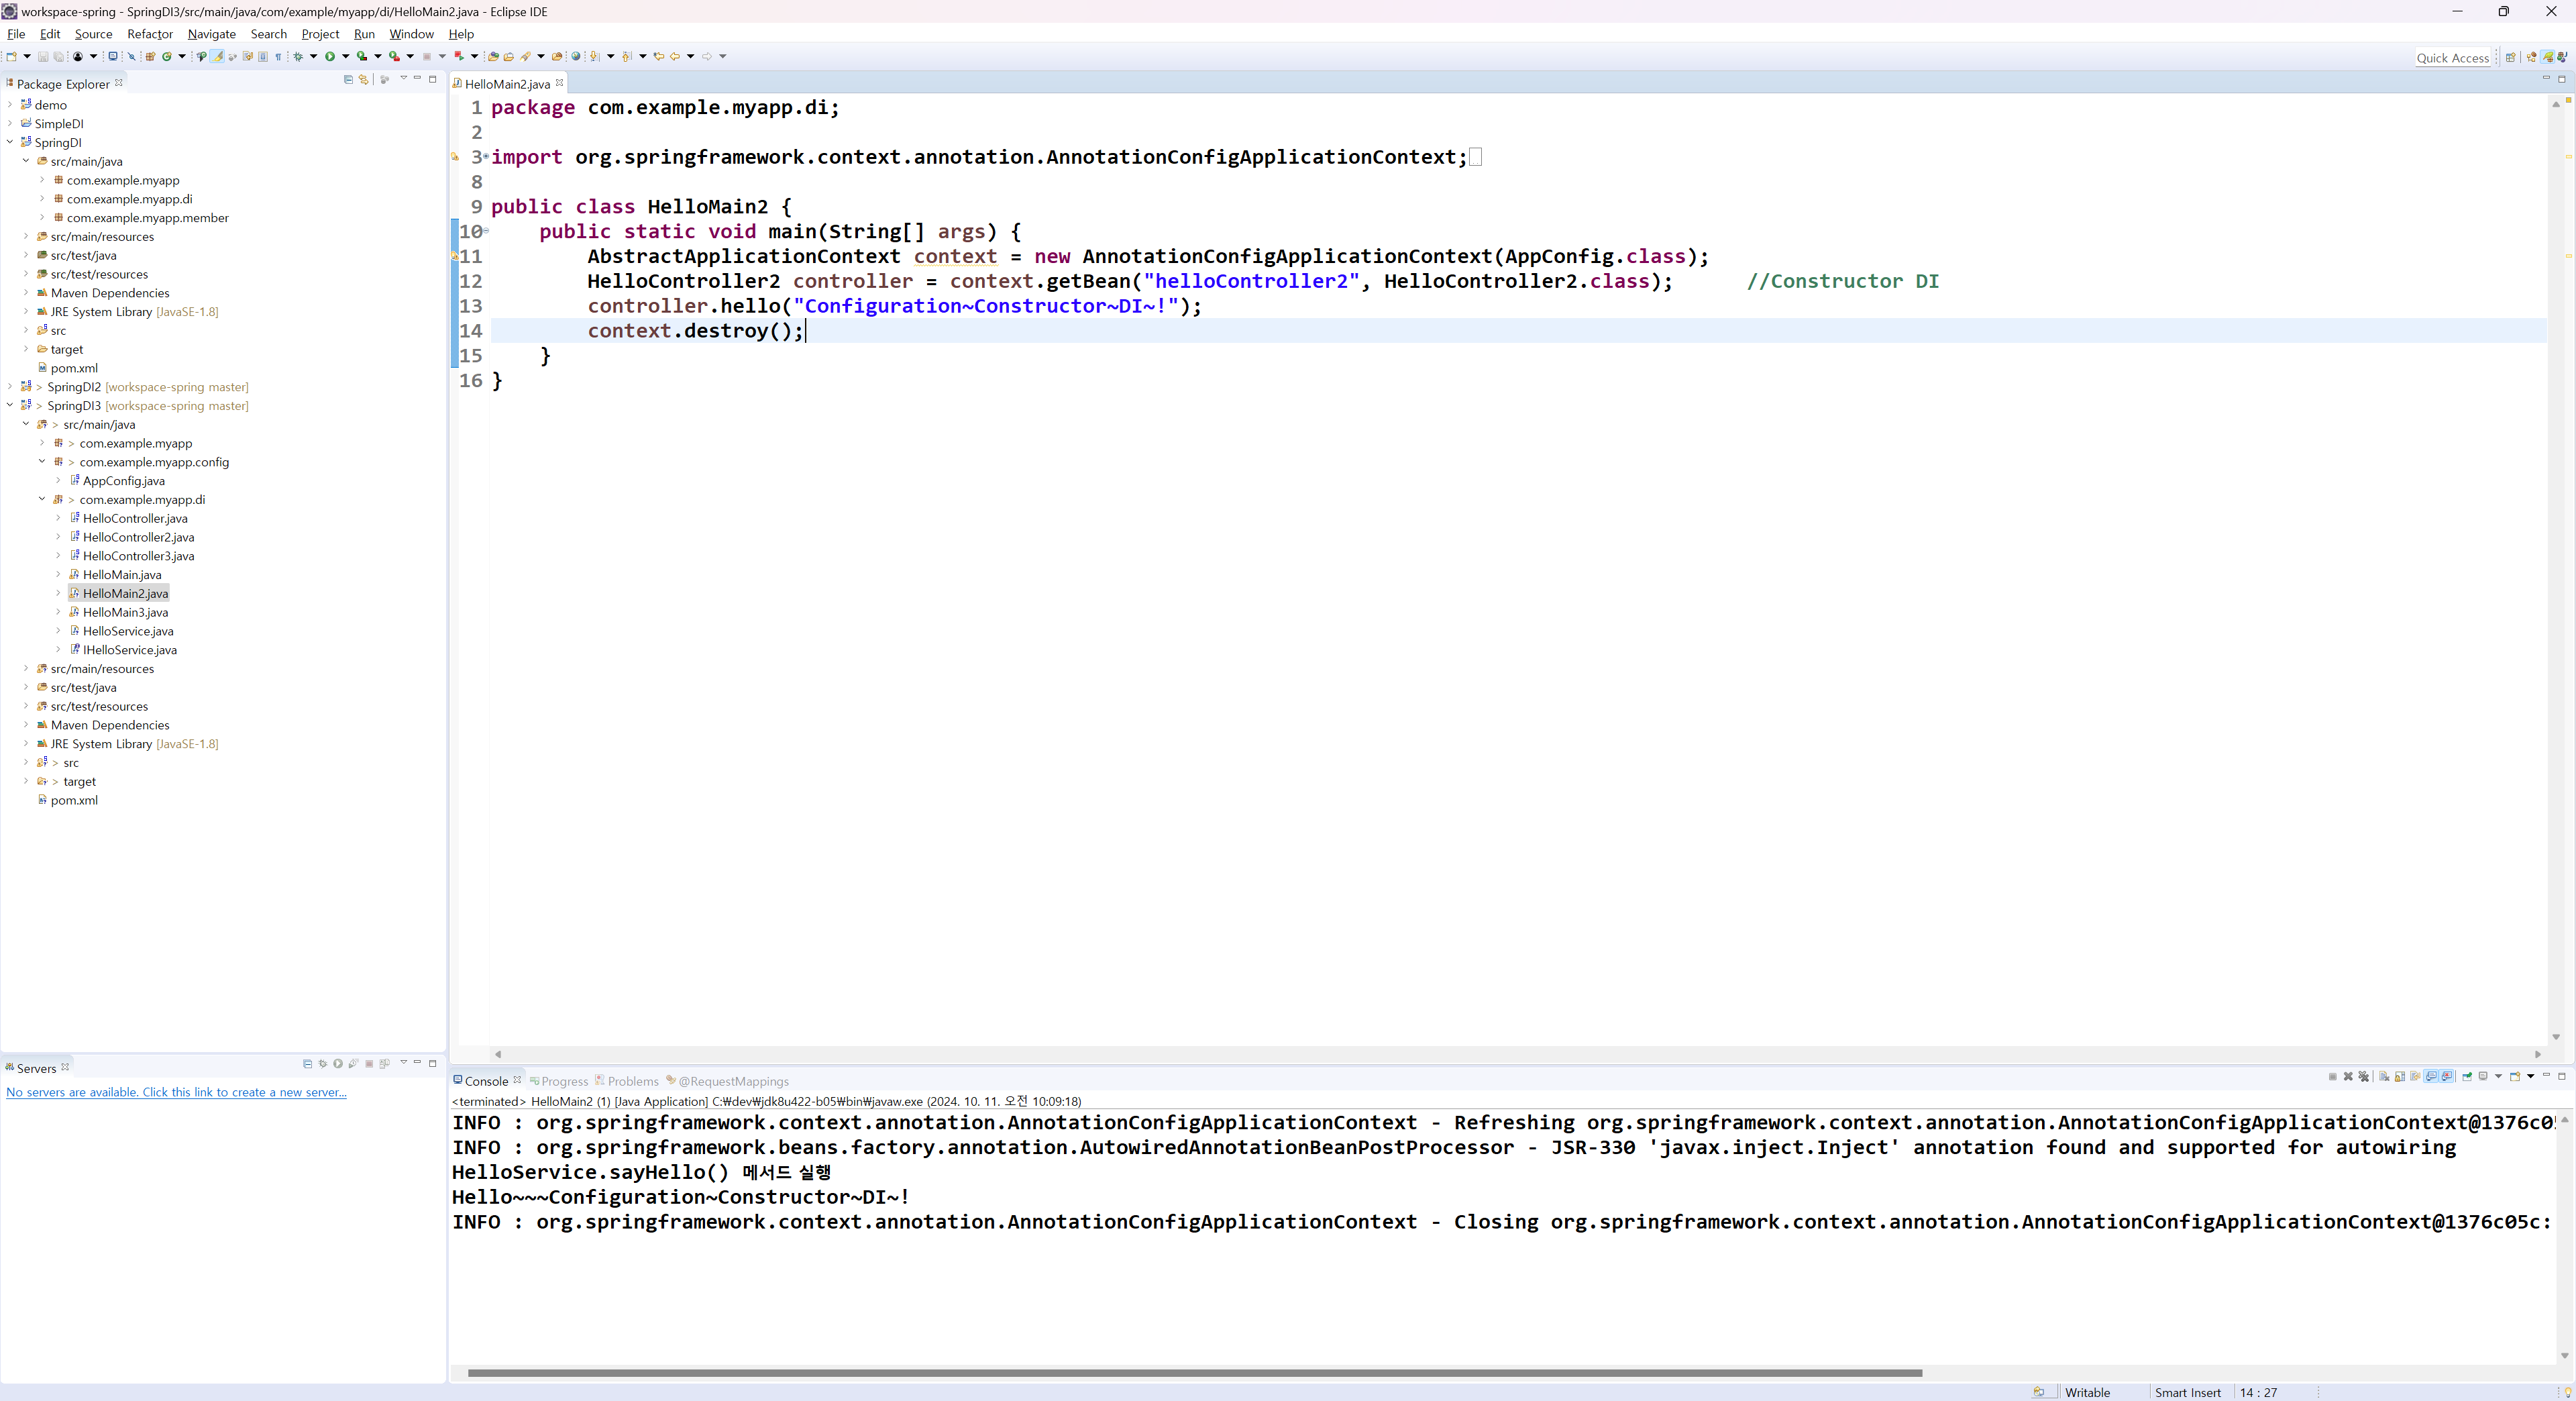 workspace-spring - SpringDI3/src/main/java/com/example/myapp/di/HelloMain2.java - Eclipse IDE
File Edit Source Refactor Navigate Search Project Run Window Help
Quick Access
Package Explorer
demo
SimpleDI
SpringDI
src/main/java
com.example.myapp
com.example.myapp.di
com.example.myapp.member
src/main/resources
src/test/java
src/test/resources
Maven Dependencies
JRE System Library [JavaSE-1.8]
src
target
pom.xml
> SpringDI2 [workspace-spring master]
> SpringDI3 [workspace-spring master]
> src/main/java
> com.example.myapp
> com.example.myapp.config
AppConfig.java
> com.example.myapp.di
HelloController.java
HelloController2.java
HelloController3.java
HelloMain.java
HelloMain2.java
HelloMain3.java
HelloService.java
IHelloService.java
src/main/resources
src/test/java
src/test/resources
Maven Dependencies
JRE System Library [JavaSE-1.8]
> src
> target
pom.xml
Servers
No servers are available. Click this link to create a new server...
HelloMain2.java
1 package com.example.myapp.di;
2
3 import org.springframework.context.annotation.AnnotationConfigApplicationContext;
8
9 public class HelloMain2 {
10 public static void main(String[] args) {
11 AbstractApplicationContext context = new AnnotationConfigApplicationContext(AppConfig.class);
12 HelloController2 controller = context.getBean("helloController2", HelloController2.class); //Constructor DI
13 controller.hello("Configuration~Constructor~DI~!");
14 context.destroy();
15 }
16 }
Console Progress Problems @RequestMappings
<terminated> HelloMain2 (1) [Java Application] C:₩dev₩jdk8u422-b05₩bin₩javaw.exe (2024. 10. 11. 오전 10:09:18)
INFO : org.springframework.context.annotation.AnnotationConfigApplicationContext - Refreshing org.springframework.context.annotation.AnnotationConfigApplicationContext@1376c05
INFO : org.springframework.beans.factory.annotation.AutowiredAnnotationBeanPostProcessor - JSR-330 'javax.inject.Inject' annotation found and supported for autowiring
HelloService.sayHello() 메서드 실행
Hello~~~Configuration~Constructor~DI~!
INFO : org.springframework.context.annotation.AnnotationConfigApplicationContext - Closing org.springframework.context.annotation.AnnotationConfigApplicationContext@1376c05c:
Writable Smart Insert 14 : 27